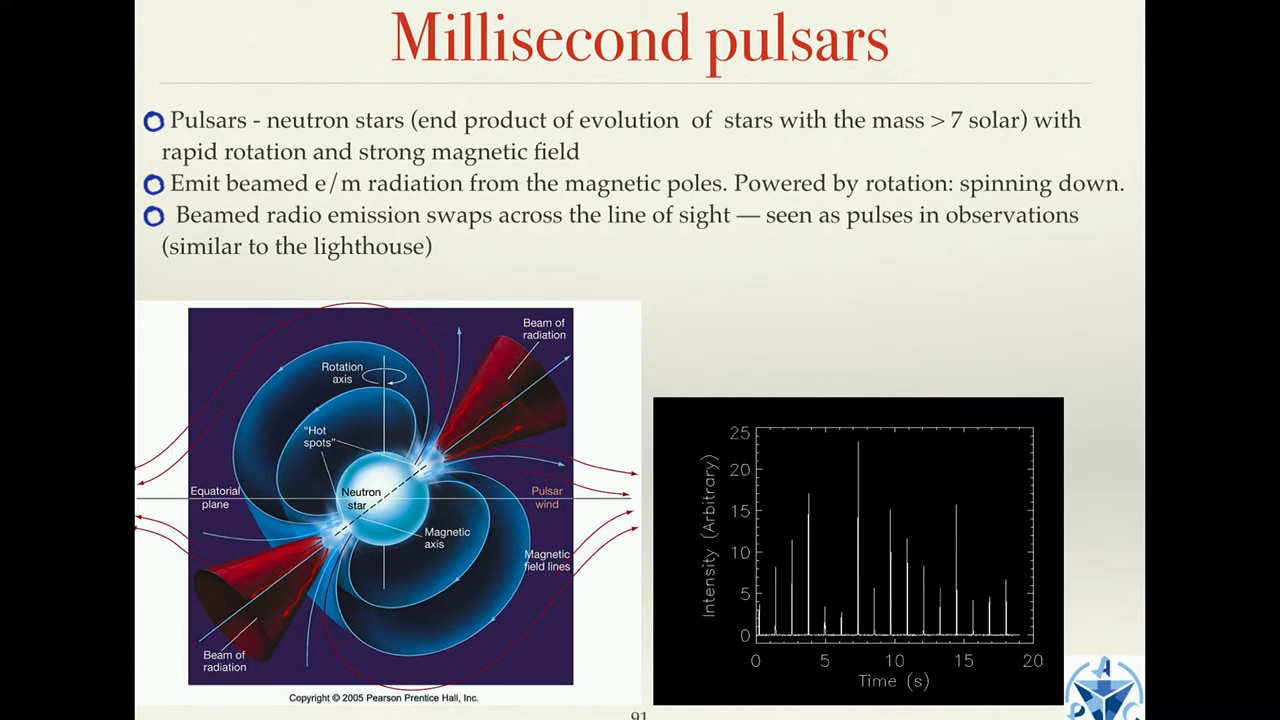 Millisecond pulsars
Pulsars - neutron stars (end product of evolution of stars with the mass > 7 solar) with
rapid rotation and strong magnetic field
Emit beamed e/m radiation from the magnetic poles. Powered by rotation: spinning down.
Beamed radio emission swaps across the line of sight — seen as pulses in observations
(similar to the lighthouse)
Beam of
radiation
Rotation
axis
“Hot
spots”
Equatorial
plane
Neutron
star
Pulsar
wind
Magnetic
axis
Magnetic
field lines
Beam of
radiation
Copyright © 2005 Pearson Prentice Hall, Inc.
Intensity (Arbitrary)
25
20
15
10
5
0
0 5 10 15 20
Time (s)
91
A
P C